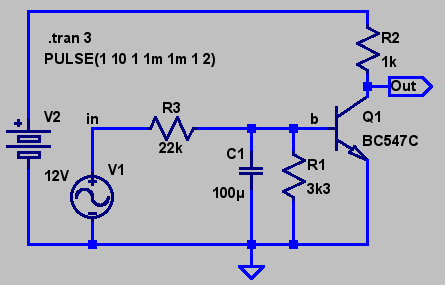 .tran 3
PULSE(1 10 1 1m 1m 1 2)
R2
1k
Out
V2
in
R3
b
Q1
22k
C1
BC547C
12V
V1
R1
100µ
3k3